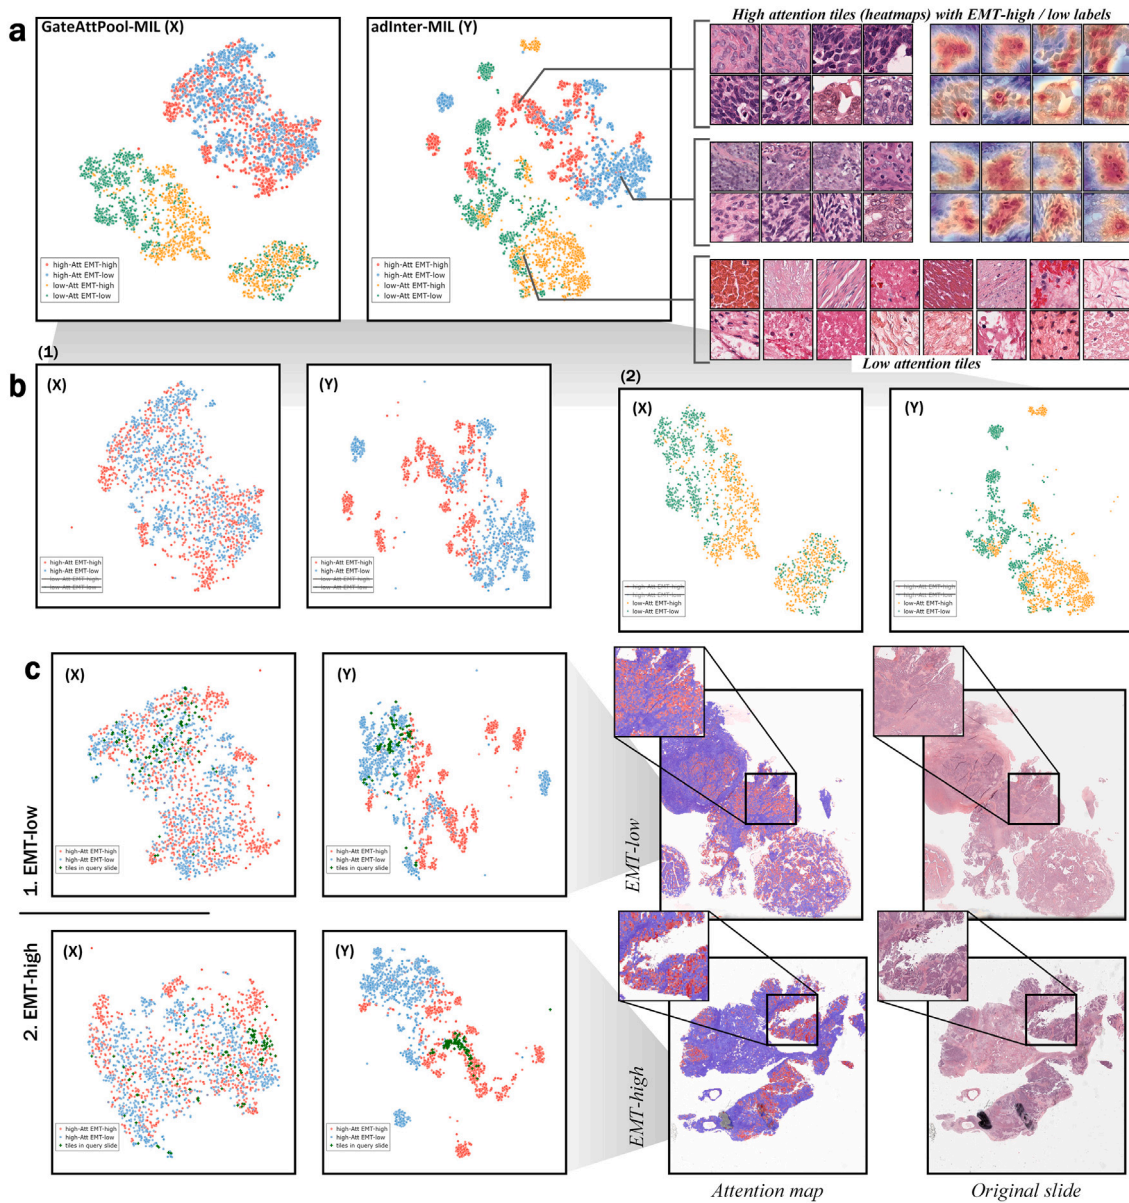 a
GateAttPool-MIL (X)
high-Att EMT-high
high-Att EMT-low
low-Att EMT-high
low-Att EMT-low
adInter-MIL (Y)
high-Att EMT-high
high-Att EMT-low
low-Att EMT-high
low-Att EMT-low
High attention tiles (heatmaps) with EMT-high / low labels
Low attention tiles
b
(1)
(X)
high-Att EMT-high
high-Att EMT-low
low-Att EMT-high
low-Att EMT-low
(Y)
high-Att EMT-high
high-Att EMT-low
low-Att EMT-high
low-Att EMT-low
(2)
(X)
high-Att EMT-high
high-Att EMT-low
low-Att EMT-high
low-Att EMT-low
(Y)
high-Att EMT-high
high-Att EMT-low
low-Att EMT-high
low-Att EMT-low
c
1. EMT-low
(X)
high-Att EMT-high
high-Att EMT-low
tiles in query slide
(Y)
high-Att EMT-high
high-Att EMT-low
tiles in query slide
EMT-low
2. EMT-high
(X)
high-Att EMT-high
high-Att EMT-low
tiles in query slide
(Y)
high-Att EMT-high
high-Att EMT-low
tiles in query slide
EMT-high
Attention map
Original slide